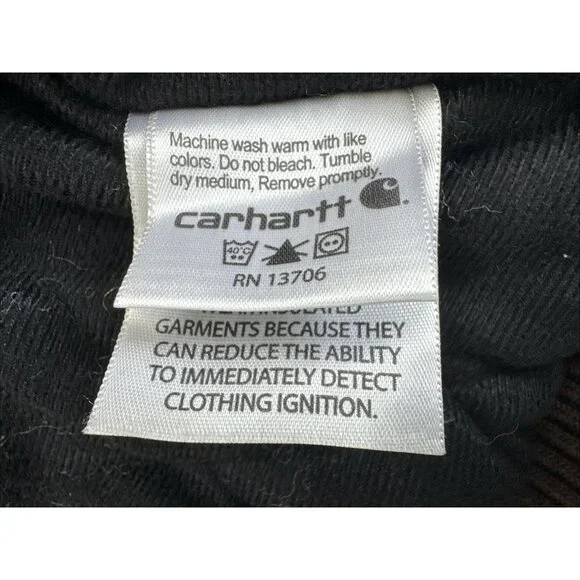 Machine wash warm with like
colors. Do not bleach. Tumble
dry medium, Remove promptly.
carhartt
40°C
RN 13706
GARMENTS BECAUSE THEY
CAN REDUCE THE ABILITY
TO IMMEDIATELY DETECT
CLOTHING IGNITION.